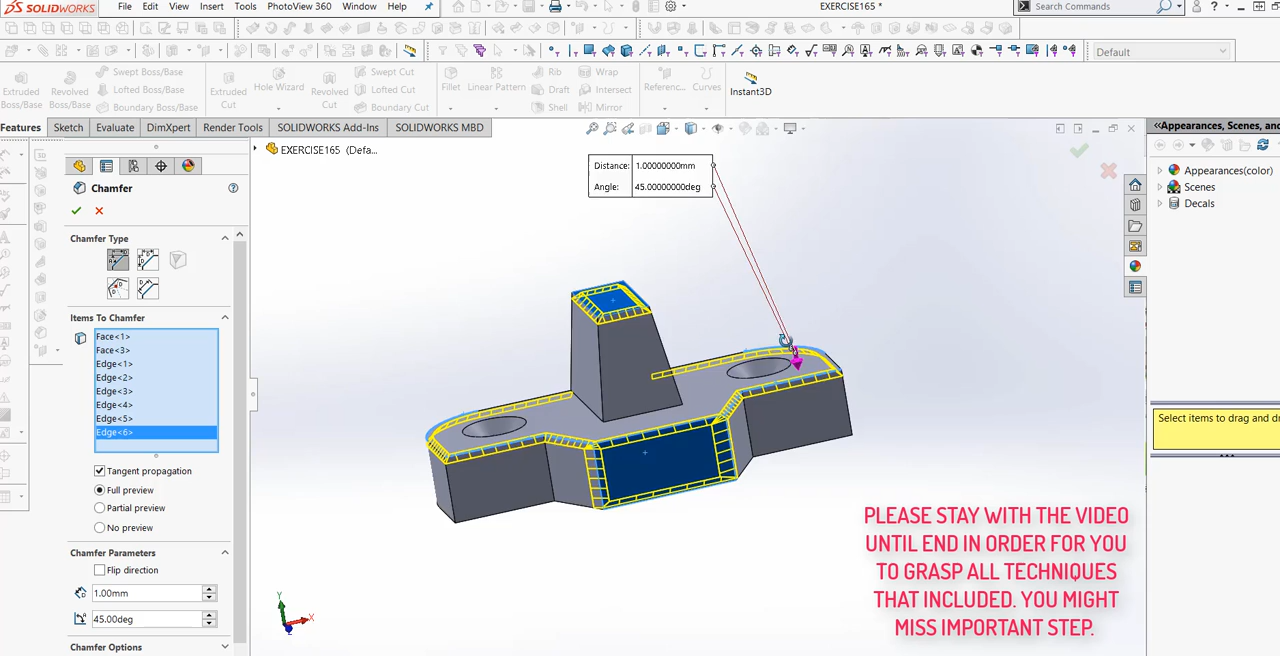 SOLIDWORKS File Edit View Insert Tools PhotoView 360 Window Help EXERCISE165 * Search Commands
Default
Extruded Boss/Base Revolved Boss/Base Swept Boss/Base Lofted Boss/Base Boundary Boss/Base Extruded Cut Hole Wizard Revolved Cut Swept Cut Lofted Cut Boundary Cut Fillet Linear Pattern Rib Draft Shell Wrap Intersect Mirror Referenc... Curves Instant3D
Features Sketch Evaluate DimXpert Render Tools SOLIDWORKS Add-Ins SOLIDWORKS MBD
<<Appearances, Scenes, an
EXERCISE165 (Defa...
Chamfer
Chamfer Type
Items To Chamfer
Face<1>
Face<3>
Edge<1>
Edge<2>
Edge<3>
Edge<4>
Edge<5>
Edge<6>
Tangent propagation
Full preview
Partial preview
No preview
Chamfer Parameters
Flip direction
1.00mm
45.00deg
Chamfer Options
Distance: 1.00000000mm
Angle: 45.00000000deg
Y
X
Z
Appearances(color)
Scenes
Decals
Select items to drag and dr
PLEASE STAY WITH THE VIDEO
UNTIL END IN ORDER FOR YOU
TO GRASP ALL TECHNIQUES
THAT INCLUDED. YOU MIGHT
MISS IMPORTANT STEP.